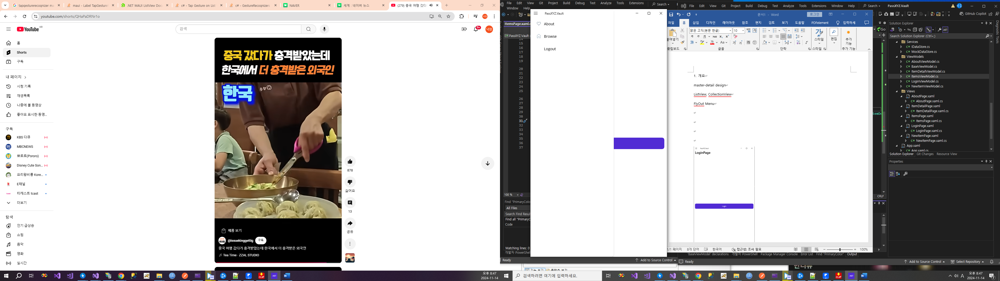 tapgesturerecognizer ma
maui - Label TapGestureF
.NET MAUI ListView Doc
c# - Tap Gesture on List
c# - GestureRecognizers
NAVER
세계 : 네이버 뉴스
(279) 중국 여행 갔다
youtube.com/shorts/QHaPaDRNr1o
낙현
YouTube KR
검색
9+
낙현
홈
Shorts
구독
내 페이지
시청 기록
재생목록
나중에 볼 동영상
좋아요 표시한 동영...
구독
KBS 다큐
MBCNEWS
뽀로로(Pororo)
Disney Cute Son...
요리왕비룡 Kore...
E채널
티캐스트 tcast
더보기
탐색
인기 급상승
쇼핑
음악
영화
실시간
중국 갔다가 충격받았는데
한국에서 더 충격받은 외국인
한국
878
싫어요
13
공유
제품 보기
@issuekinggettig
구독
중국 여행 갔다가 충격받았는데 한국에서 더 충격받은 외국인
Tea Time · ZZAL STUDIO
File Edit View Git Project Build Debug Test Analyze Tools Extensions
Window Help
Search
ItemsPage.xaml.c
PassXYZ.Vault
14
15
16
17
18
19
20
21
22
23
24
25
26
27
28
29
30
31
32
33
34
35
36
37
100 %
Find "PrimaryColo
All Files
Search Find Resul
Find all "PrimaryC
Code
Matching lines: 0
개발자 PowerShell
Ready
Add to Source Control
PassXYZ.Vault
About
Browse
Logout
File Edit View Git Project Build Debug Test Analyze Tools Extensions Window Help
Search
PassXYZ.Vault
GitHub Copilot
문서1 - Word
로그인
파일 홈 삽입 디자인 레이아웃 참조 편지 검토 보기 도움말 PDFelement 입력하세
맑은 고딕(본문 한글)
10
붙여넣기
스타일
편집
추가
기능
클립보드
글꼴
단락
스타일
추가 기능
1. 개요
master-detail design
ListView, CollectionView
FlyOut Menu
PassXYZ.Vault
LoginPage
Login
1/1 페이지
8개 단어
한국어
접근성: 조사 필요
100%
'BaseViewModel' declarations
개발자 PowerShell
Package Manager Console
Error List
Find "PrimaryColor"
Output
Go
CRLF
Solution Explorer
Search Solution Explorer (Ctrl+;)
Services
IDataStore.cs
MockDataStore.cs
ViewModels
AboutViewModel.cs
BaseViewModel.cs
ItemDetailViewModel.cs
ItemsViewModel.cs
LoginViewModel.cs
NewItemViewModel.cs
Views
AboutPage.xaml
AboutPage.xaml.cs
ItemDetailPage.xaml
ItemDetailPage.xaml.cs
ItemsPage.xaml
ItemsPage.xaml.cs
LoginPage.xaml
LoginPage.xaml.cs
NewItemPage.xaml
NewItemPage.xaml.cs
App.xaml
App.xaml.cs
Solution Explorer
Git Changes
Resource View
Properties
Diagnostic Tools
Ready
Add to Source Control
Select Repository
오후 8:47
2024-11-14
검색하려면 여기에 입력하세요.
오후 8:47
2024-11-14